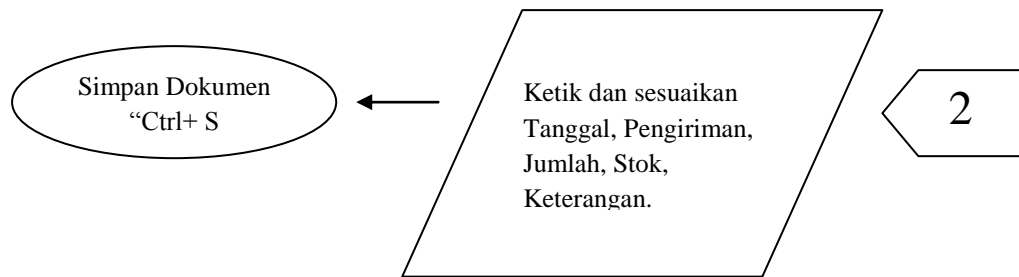 Simpan Dokumen
“Ctrl+ S
Ketik dan sesuaikan
Tanggal, Pengiriman,
Jumlah, Stok,
Keterangan.
2